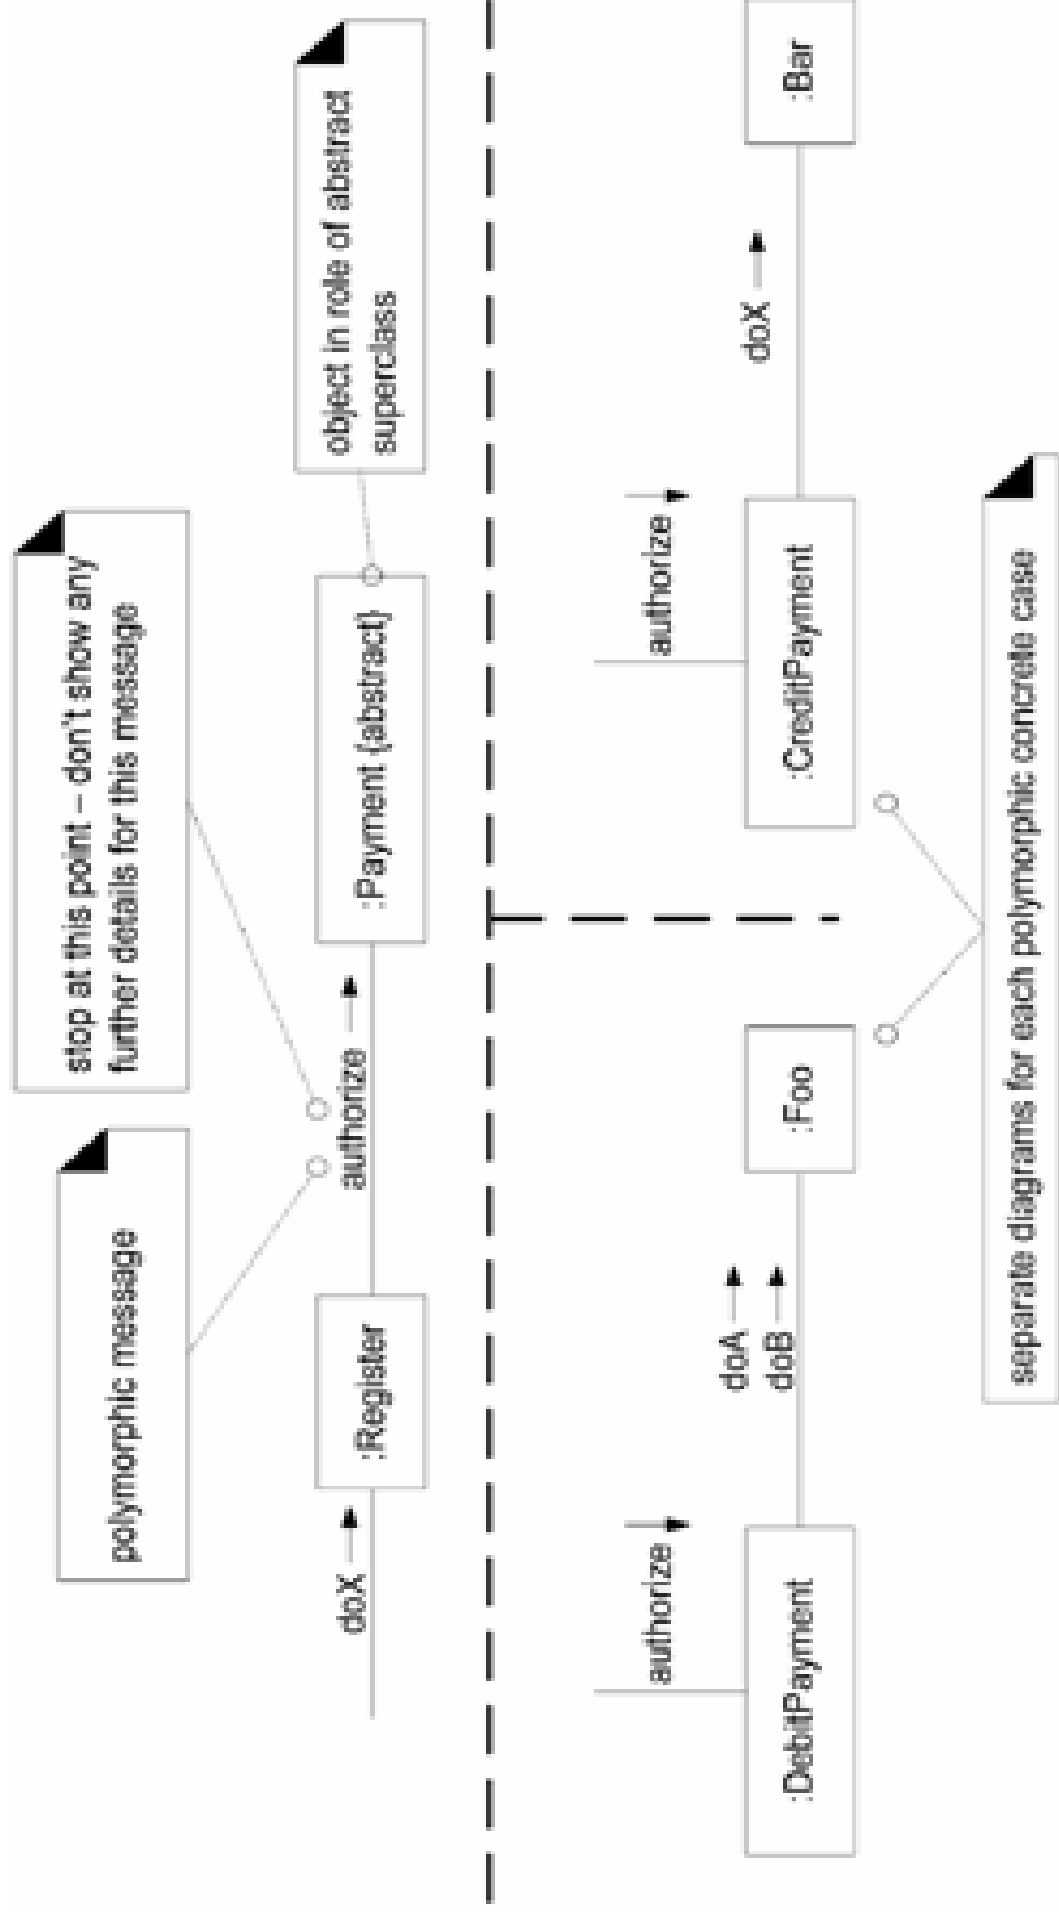 polymorphic message
stop at this point – don't show any
further details for this message
object in role of abstract
superclass
doX
:Register
authorize
:Payment {abstract}
authorize
authorize
doA
doB
doX
:DebitPayment
:Foo
:CreditPayment
:Bar
separate diagrams for each polymorphic concrete case